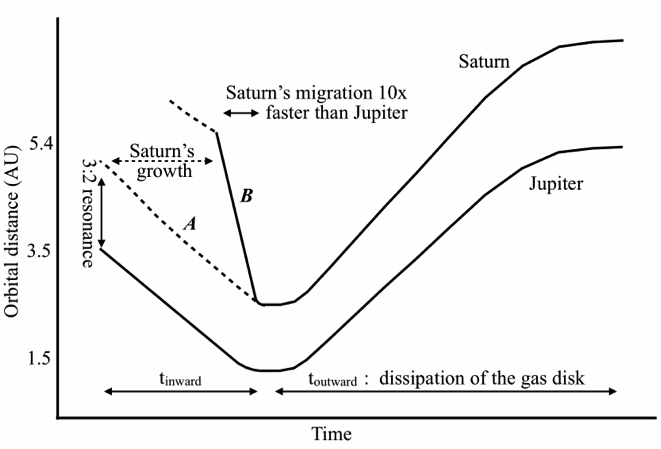 Saturn
Saturn's migration 10x
faster than Jupiter
5.4
Saturn's
growth
3:2 resonance
A
B
Jupiter
Orbital distance (AU)
3.5
1.5
tinward
toutward : dissipation of the gas disk
Time